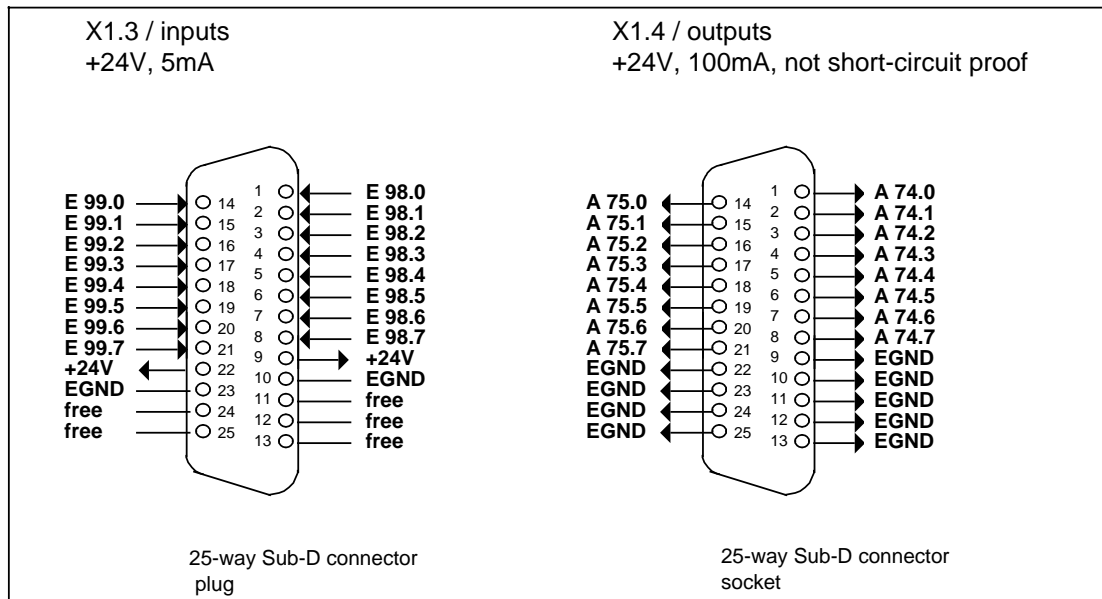 X1.3 / inputs
+24V, 5mA
E 99.0
E 99.1
E 99.2
E 99.3
E 99.4
E 99.5
E 99.6
E 99.7
+24V
EGND
free
free
14
15
16
17
18
19
20
21
22
23
24
25
1
2
3
4
5
6
7
8
9
10
11
12
13
E 98.0
E 98.1
E 98.2
E 98.3
E 98.4
E 98.5
E 98.6
E 98.7
+24V
EGND
free
free
free
25-way Sub-D connector
plug
X1.4 / outputs
+24V, 100mA, not short-circuit proof
A 75.0
A 75.1
A 75.2
A 75.3
A 75.4
A 75.5
A 75.6
A 75.7
EGND
EGND
EGND
EGND
14
15
16
17
18
19
20
21
22
23
24
25
1
2
3
4
5
6
7
8
9
10
11
12
13
A 74.0
A 74.1
A 74.2
A 74.3
A 74.4
A 74.5
A 74.6
A 74.7
EGND
EGND
EGND
EGND
EGND
25-way Sub-D connector
socket